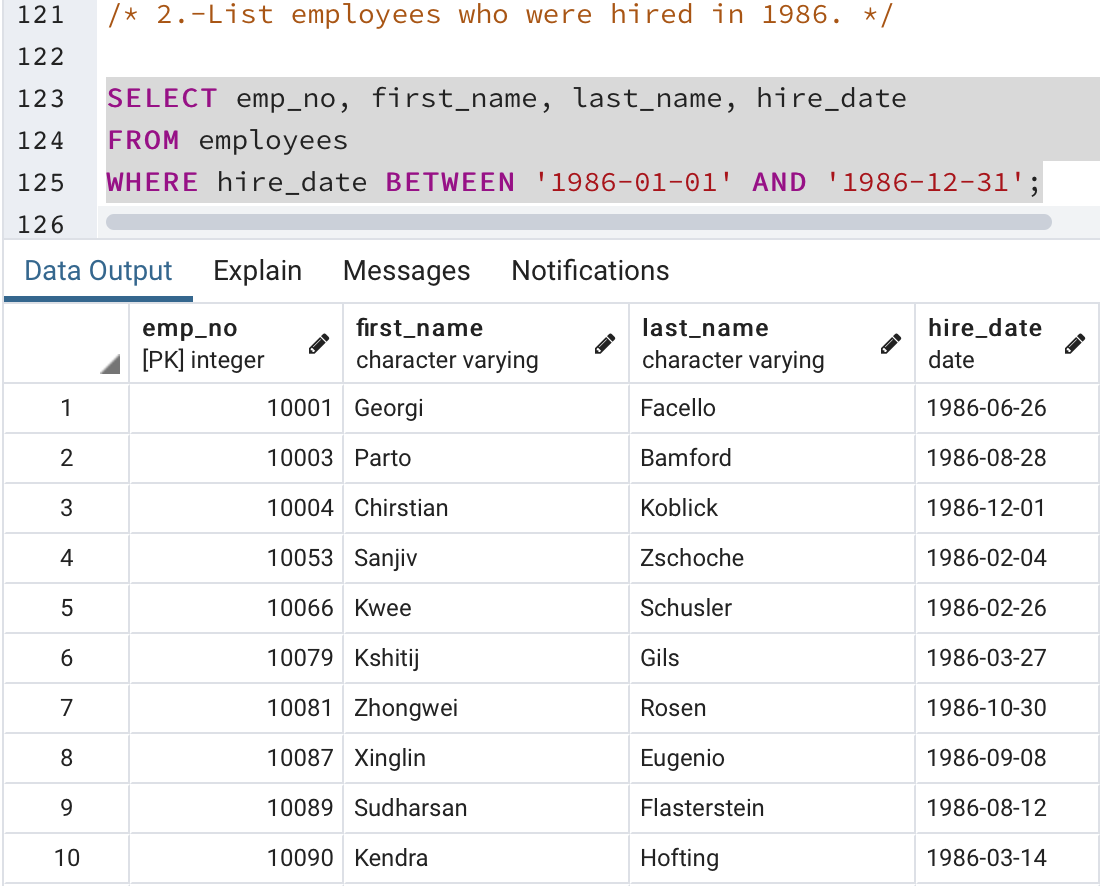 121 /* 2.-List employees who were hired in 1986. */
122
123 SELECT emp_no, first_name, last_name, hire_date
124 FROM employees
125 WHERE hire_date BETWEEN '1986-01-01' AND '1986-12-31';
126
Data Output Explain Messages Notifications
emp_no first_name last_name hire_date
[PK] integer character varying character varying date
1 10001 Georgi Facello 1986-06-26
2 10003 Parto Bamford 1986-08-28
3 10004 Chirstian Koblick 1986-12-01
4 10053 Sanjiv Zschoche 1986-02-04
5 10066 Kwee Schusler 1986-02-26
6 10079 Kshitij Gils 1986-03-27
7 10081 Zhongwei Rosen 1986-10-30
8 10087 Xinglin Eugenio 1986-09-08
9 10089 Sudharsan Flasterstein 1986-08-12
10 10090 Kendra Hofting 1986-03-14